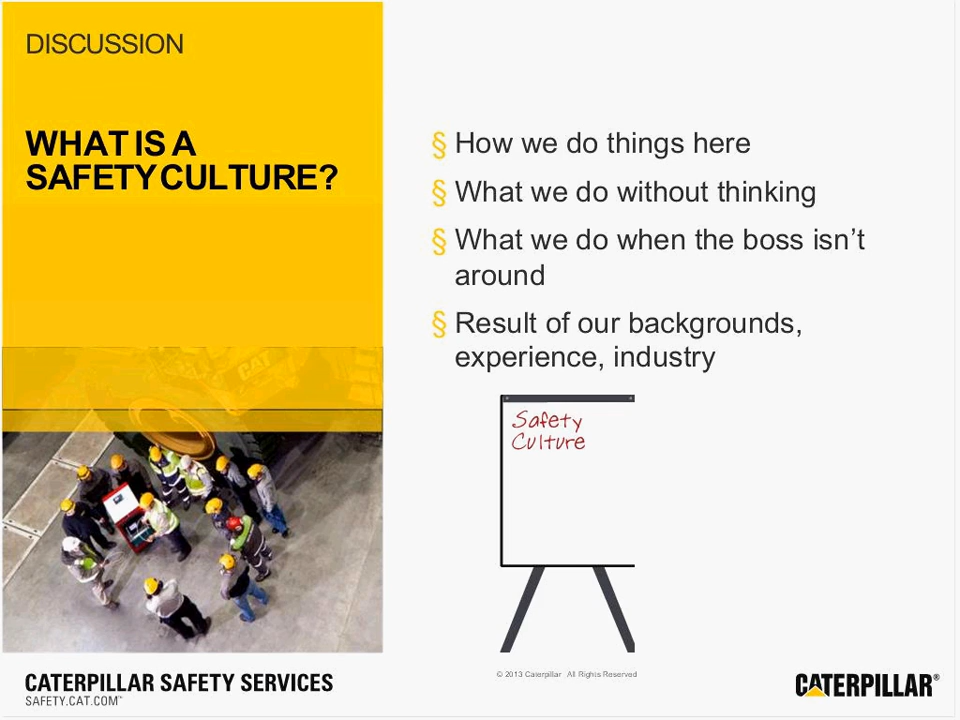 DISCUSSION
WHAT IS A
SAFETY CULTURE?
§ How we do things here
§ What we do without thinking
§ What we do when the boss isn’t
around
§ Result of our backgrounds,
experience, industry
Safety
Culture
CAT
CATERPILLAR SAFETY SERVICES
SAFETY.CAT.COM™
© 2013 Caterpillar All Rights Reserved
CATERPILLAR®